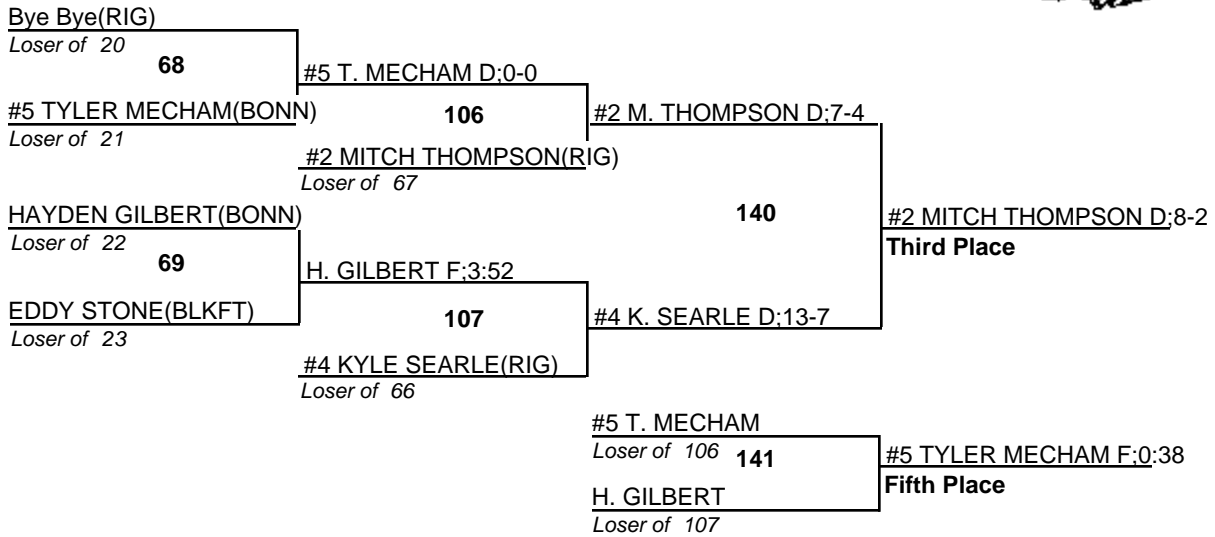 Bye Bye(RIG)
Loser of 20
68
#5 T. MECHAM D;0-0
#5 TYLER MECHAM(BONN)
Loser of 21
106
#2 M. THOMPSON D;7-4
#2 MITCH THOMPSON(RIG)
Loser of 67
HAYDEN GILBERT(BONN)
Loser of 22
69
140
#2 MITCH THOMPSON D;8-2
Third Place
H. GILBERT F;3:52
EDDY STONE(BLKFT)
Loser of 23
107
#4 K. SEARLE D;13-7
#4 KYLE SEARLE(RIG)
Loser of 66
#5 T. MECHAM
Loser of 106
141
#5 TYLER MECHAM F;0:38
Fifth Place
H. GILBERT
Loser of 107